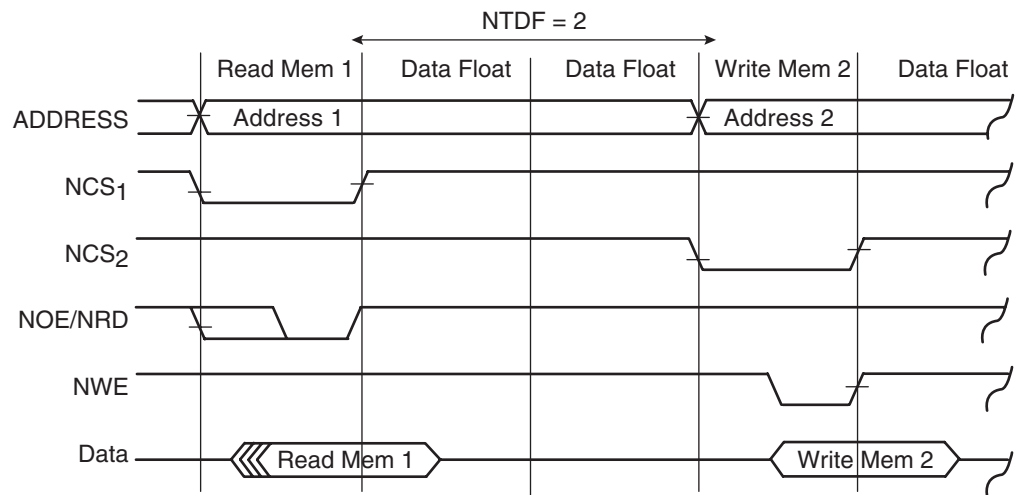 NTDF = 2
Read Mem 1 Data Float Data Float Write Mem 2 Data Float
ADDRESS Address 1 Address 2
NCS1
NCS2
NOE/NRD
NWE
Data Read Mem 1 Write Mem 2